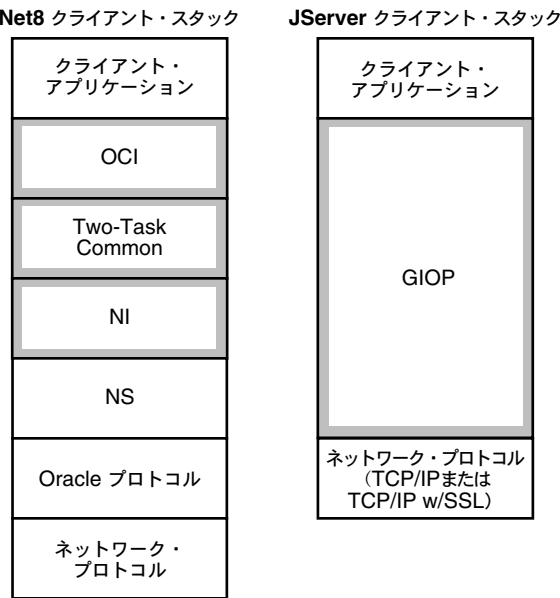 Net8 クライアント・スタック
クライアント・
アプリケーション
OCI
Two-Task
Common
NI
NS
Oracle プロトコル
ネットワーク・
プロトコル
JServer クライアント・スタック
クライアント・
アプリケーション
GIOP
ネットワーク・プロトコル
（TCP/IPまたは
TCP/IP w/SSL）